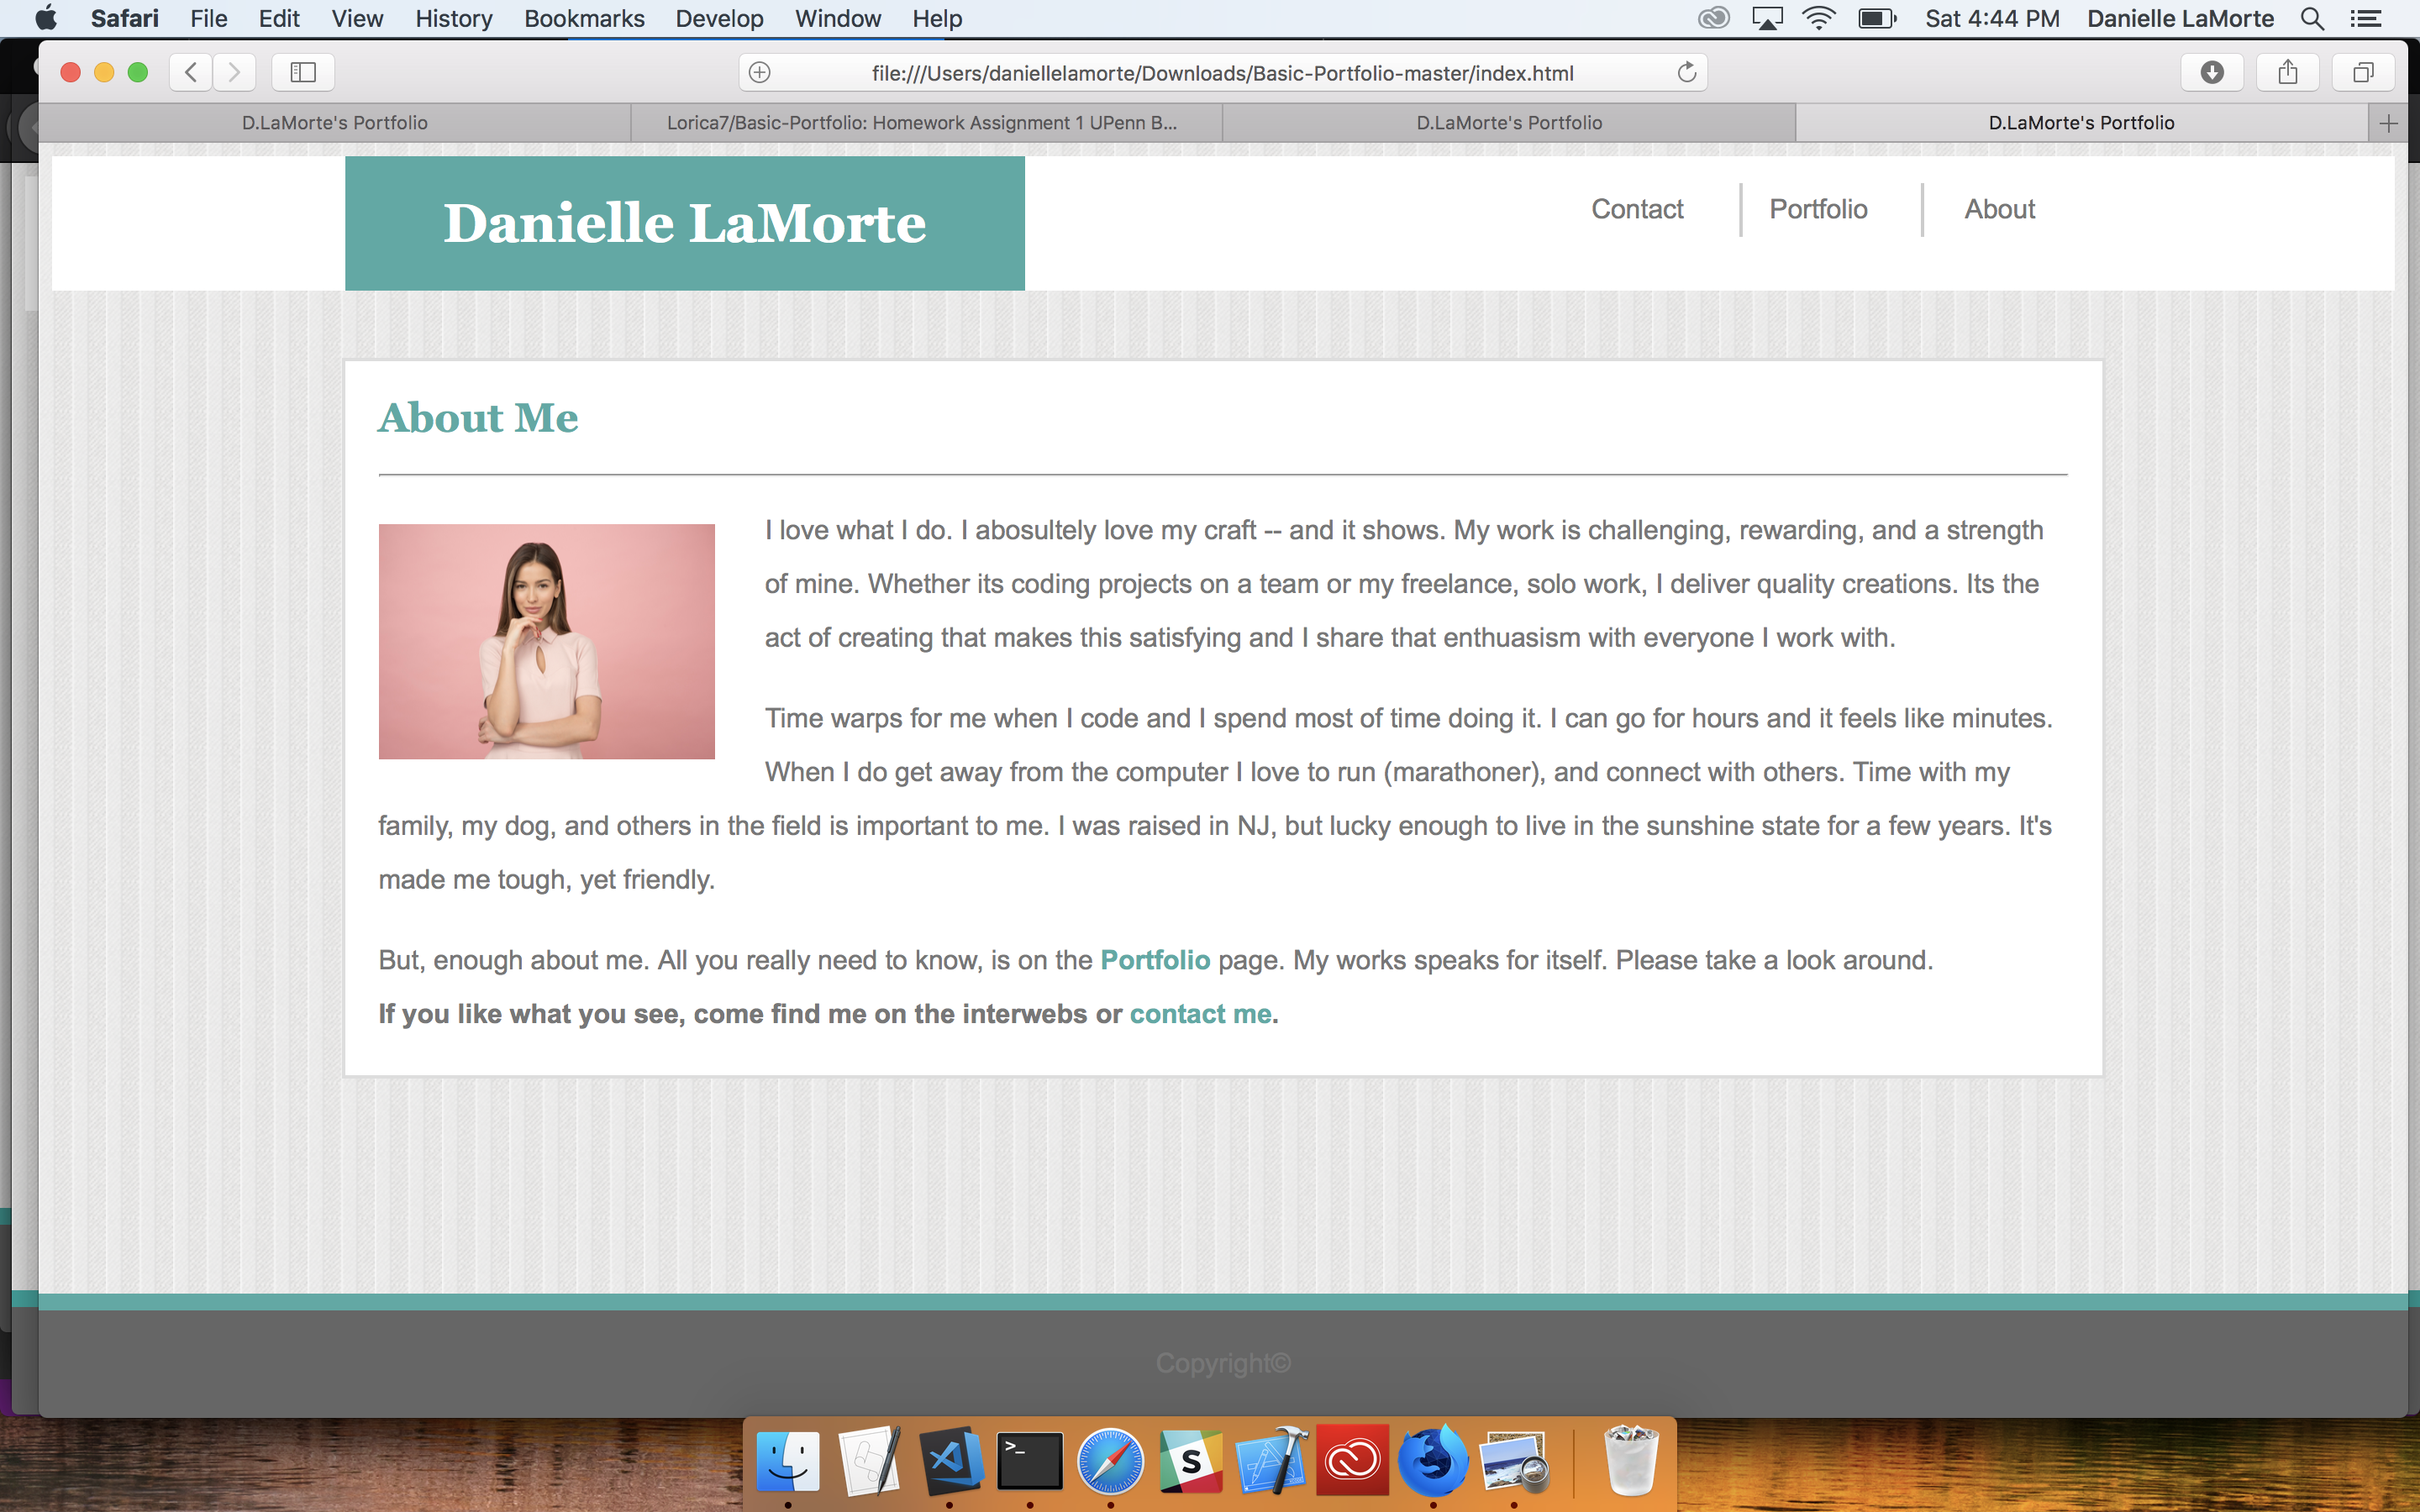 Safari File Edit View History Bookmarks Develop Window Help Sat 4:44 PM Danielle LaMorte
file:///Users/daniellelamorte/Downloads/Basic-Portfolio-master/index.html
D.LaMorte's Portfolio Lorica7/Basic-Portfolio: Homework Assignment 1 UPenn B... D.LaMorte's Portfolio D.LaMorte's Portfolio
Danielle LaMorte Contact Portfolio About
About Me
I love what I do. I abosultely love my craft -- and it shows. My work is challenging, rewarding, and a strength
of mine. Whether its coding projects on a team or my freelance, solo work, I deliver quality creations. Its the
act of creating that makes this satisfying and I share that enthuasism with everyone I work with.
Time warps for me when I code and I spend most of time doing it. I can go for hours and it feels like minutes.
When I do get away from the computer I love to run (marathoner), and connect with others. Time with my
family, my dog, and others in the field is important to me. I was raised in NJ, but lucky enough to live in the sunshine state for a few years. It's
made me tough, yet friendly.
But, enough about me. All you really need to know, is on the Portfolio page. My works speaks for itself. Please take a look around.
If you like what you see, come find me on the interwebs or contact me.
Copyright©
>_ S